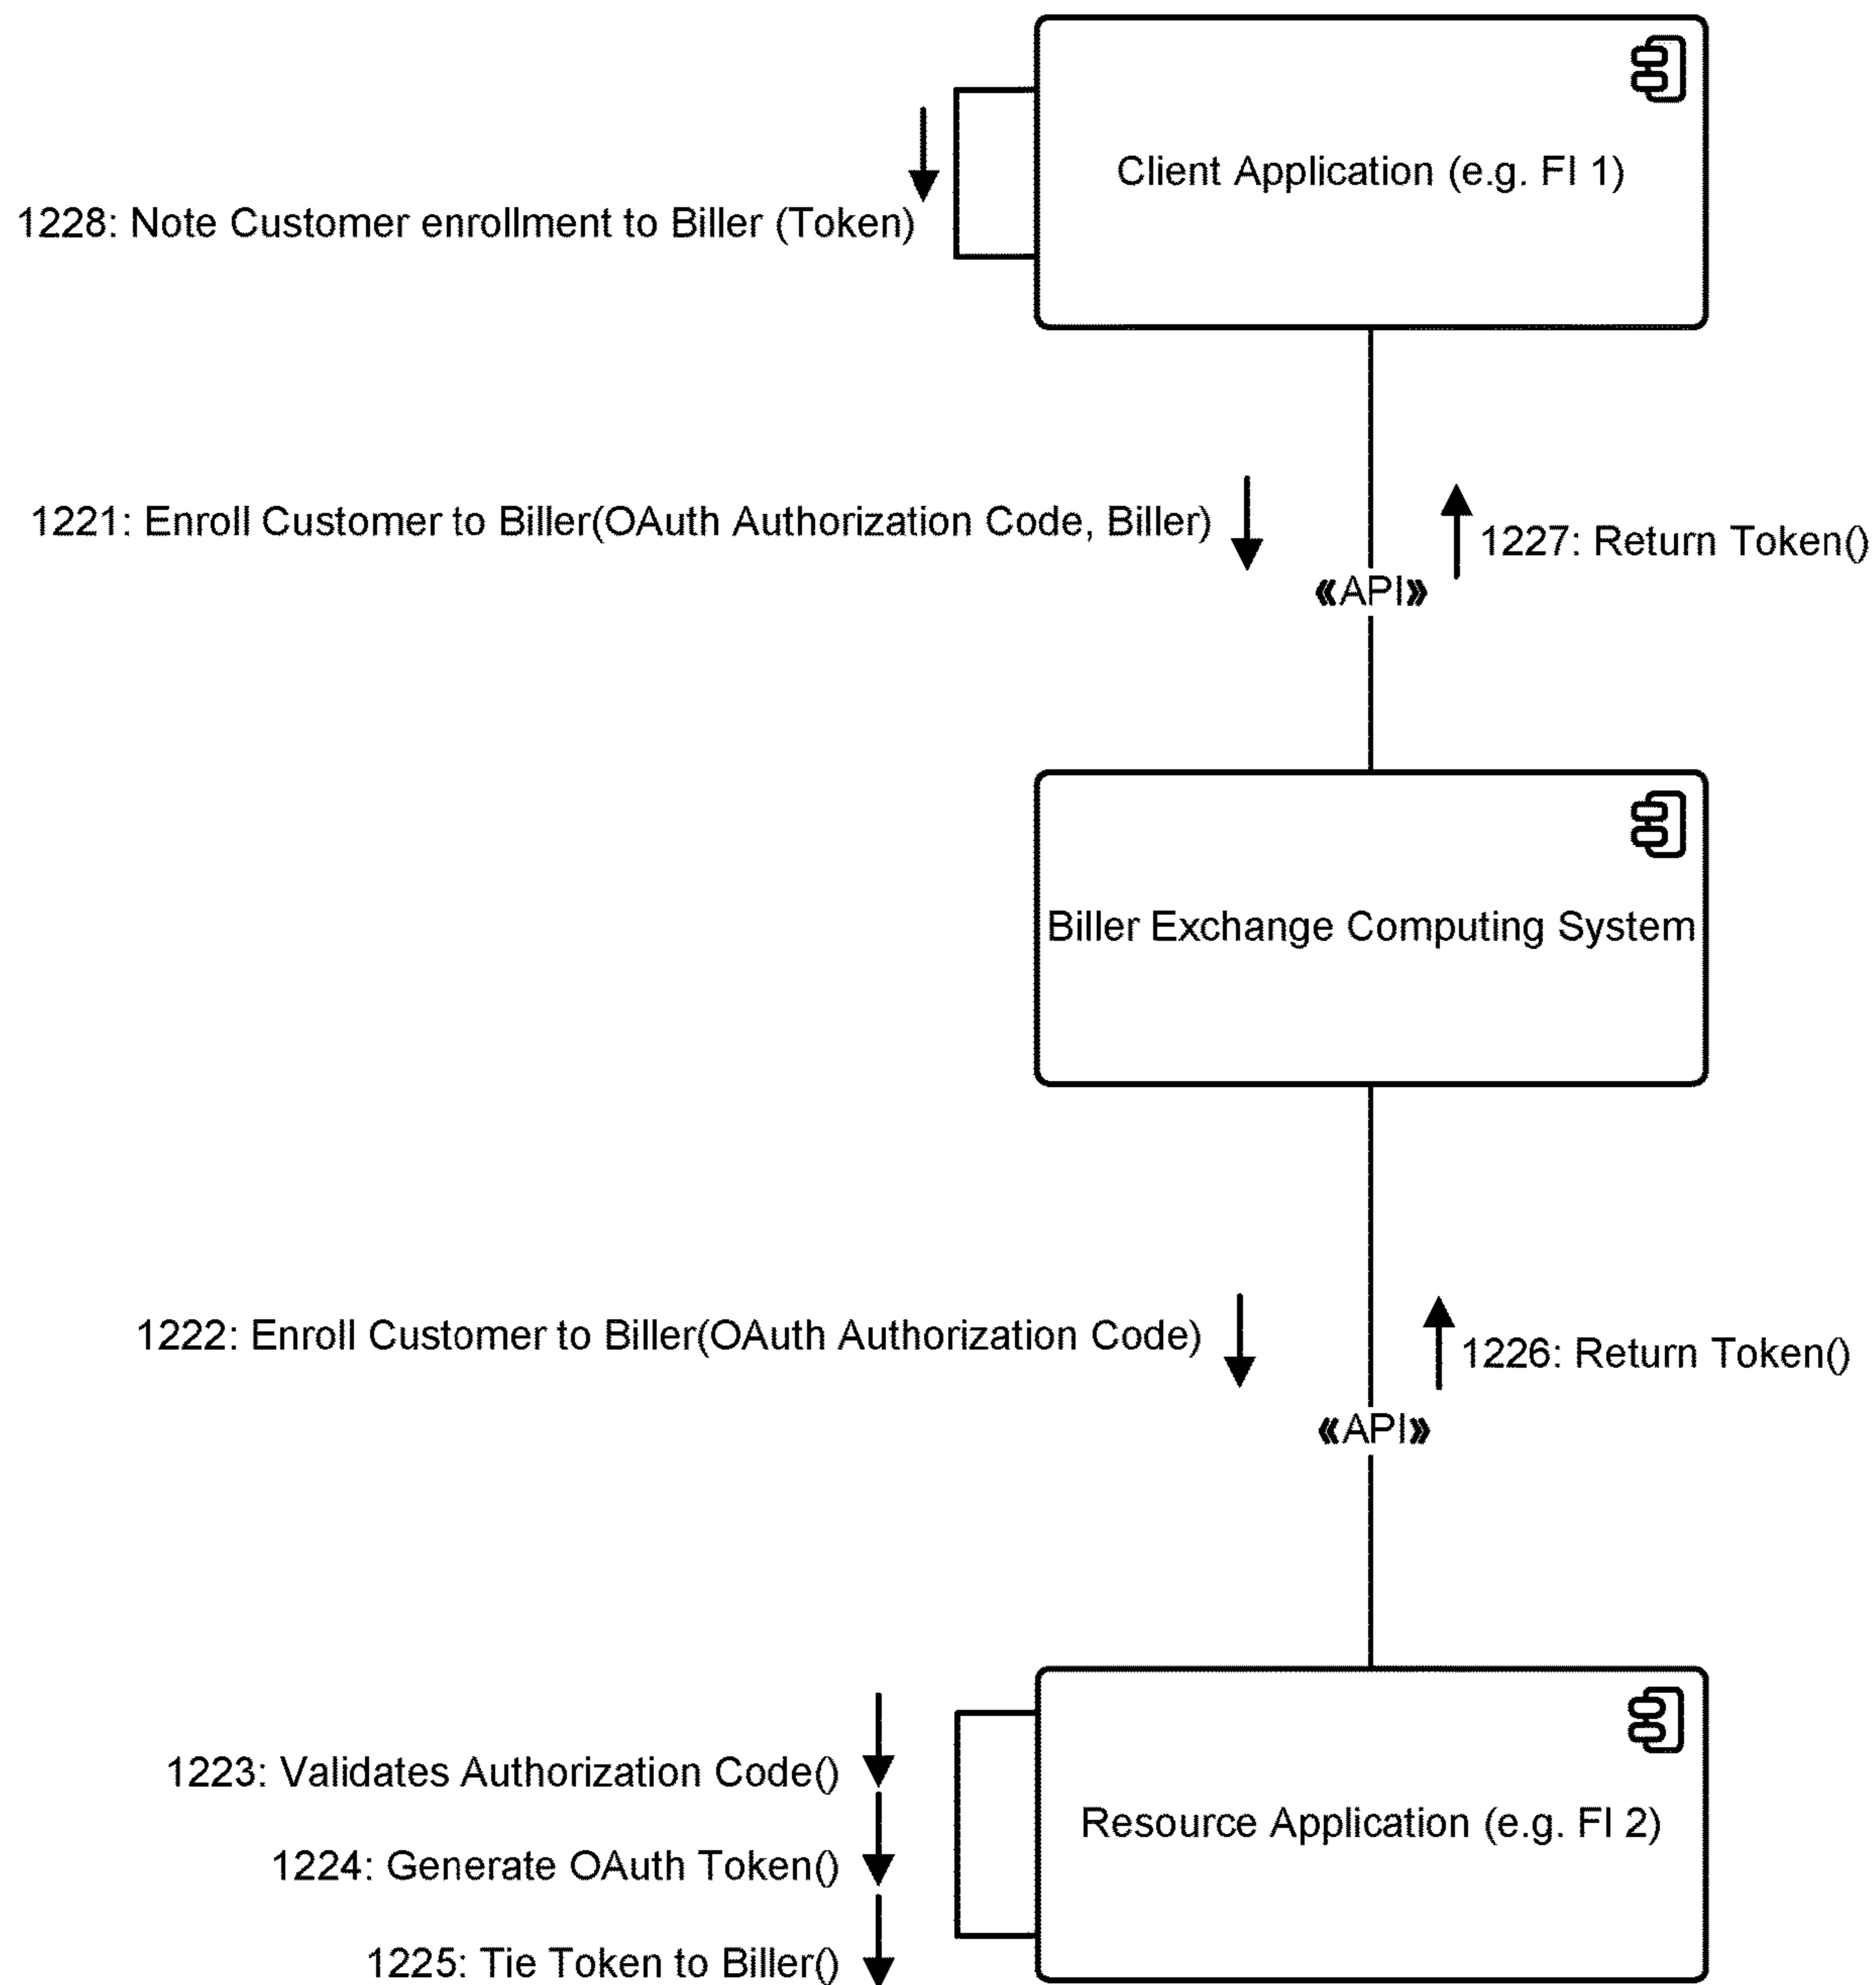 Client Application (e.g. FI 1)
1228: Note Customer enrollment to Biller (Token)
1221: Enroll Customer to Biller(OAuth Authorization Code, Biller)
1227: Return Token()
«API»
Biller Exchange Computing System
1222: Enroll Customer to Biller(OAuth Authorization Code)
1226: Return Token()
«API»
1223: Validates Authorization Code()
Resource Application (e.g. FI 2)
1224: Generate OAuth Token()
1225: Tie Token to Biller()